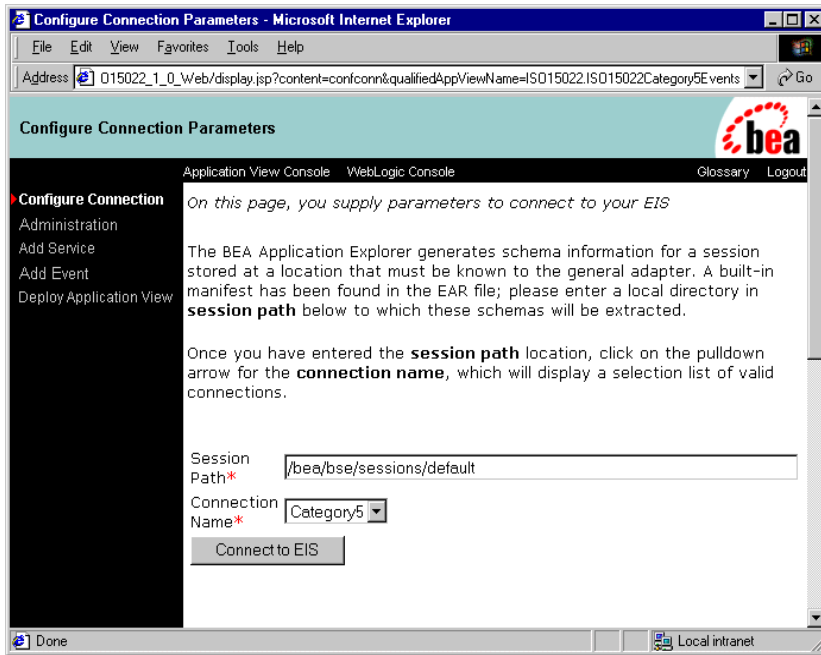 Configure Connection Parameters - Microsoft Internet Explorer
File Edit View Favorites Tools Help
Address O15022_1_0_Web/display.jsp?content=confconn&qualifiedAppViewName=ISO15022.ISO15022Category5Events Go
Configure Connection Parameters
bea
Application View Console WebLogic Console Glossary Logout
Configure Connection
Administration
Add Service
Add Event
Deploy Application View
On this page, you supply parameters to connect to your EIS
The BEA Application Explorer generates schema information for a session
stored at a location that must be known to the general adapter. A built-in
manifest has been found in the EAR file; please enter a local directory in
session path below to which these schemas will be extracted.
Once you have entered the session path location, click on the pulldown
arrow for the connection name, which will display a selection list of valid
connections.
Session
Path* /bea/bse/sessions/default
Connection
Name* Category5
Connect to EIS
Done Local intranet